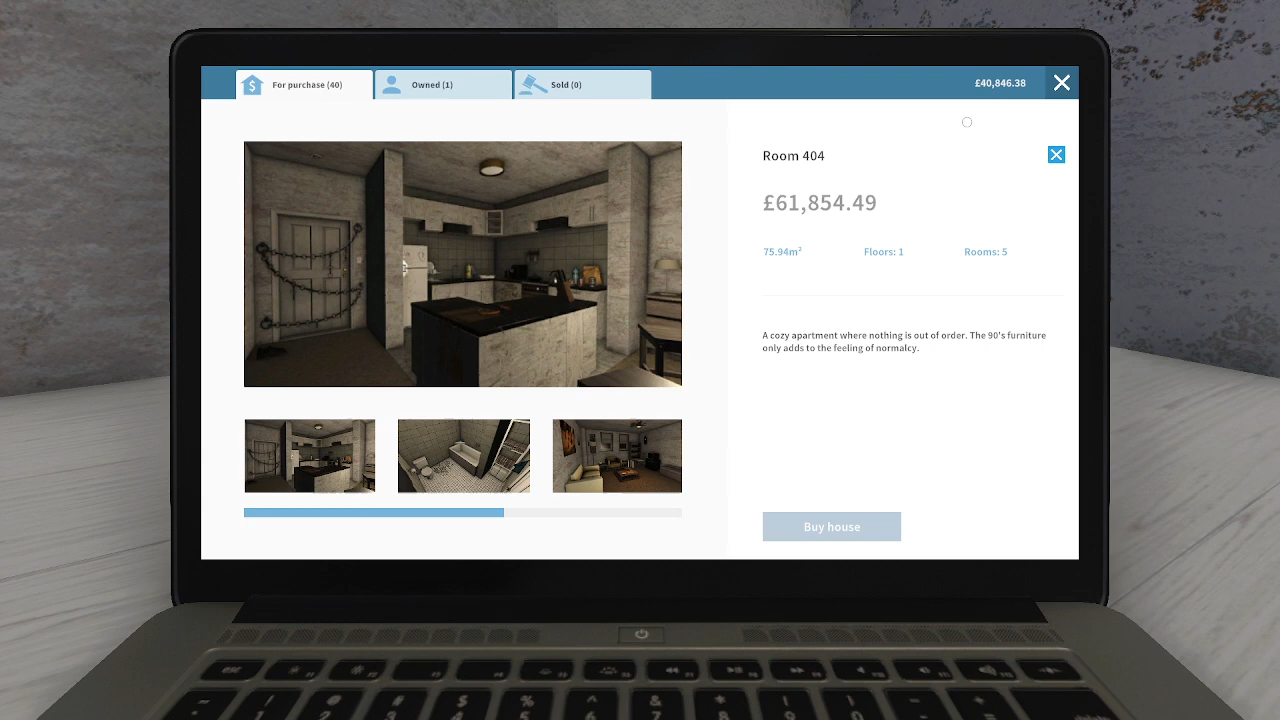 For purchase (40)
Owned (1)
Sold (0)
£40,846.38
Room 404
£61,854.49
75.94m²
Floors: 1
Rooms: 5
A cozy apartment where nothing is out of order. The 90's furniture
only adds to the feeling of normalcy.
Buy house
esc